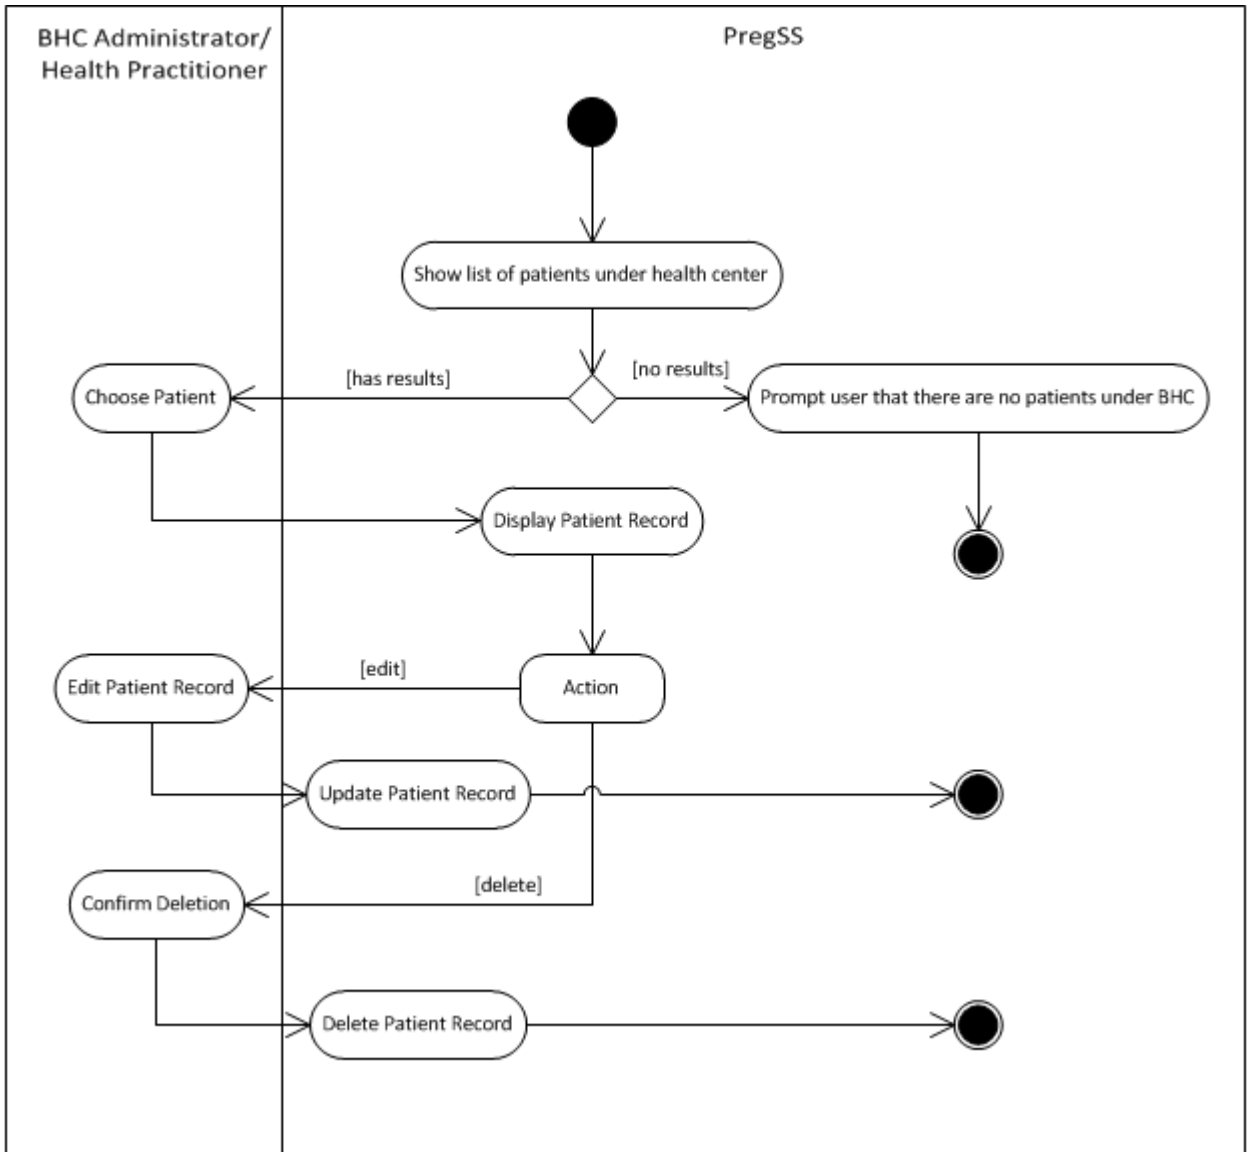 BHC Administrator/
Health Practitioner
PregSS
Show list of patients under health center
[has results]
[no results]
Choose Patient
Prompt user that there are no patients under BHC
Display Patient Record
[edit]
Edit Patient Record
Action
Update Patient Record
[delete]
Confirm Deletion
Delete Patient Record